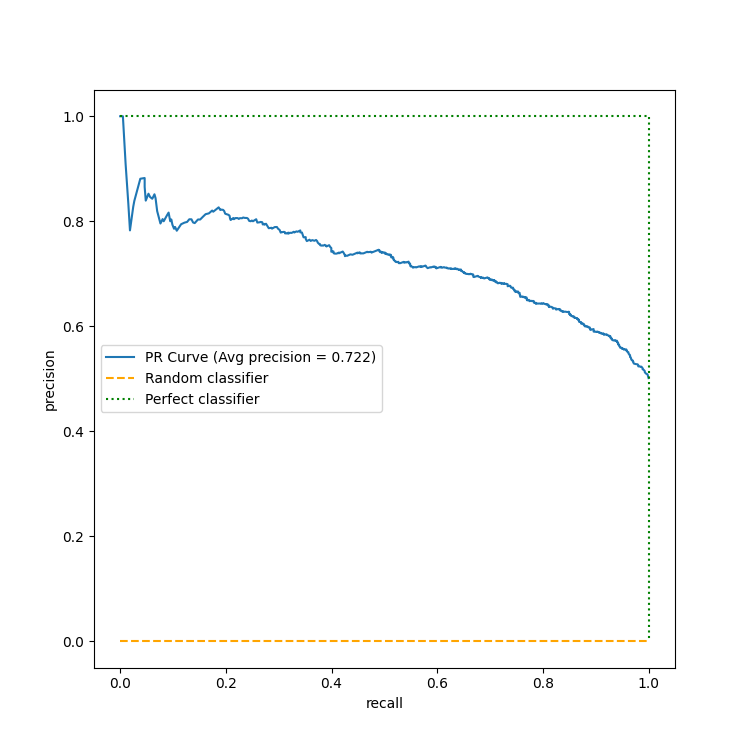 1.0
0.8
0.6
0.4
0.2
0.0
precision
PR Curve (Avg precision = 0.722)
Random classifier
Perfect classifier
0.0 0.2 0.4 0.6 0.8 1.0
recall